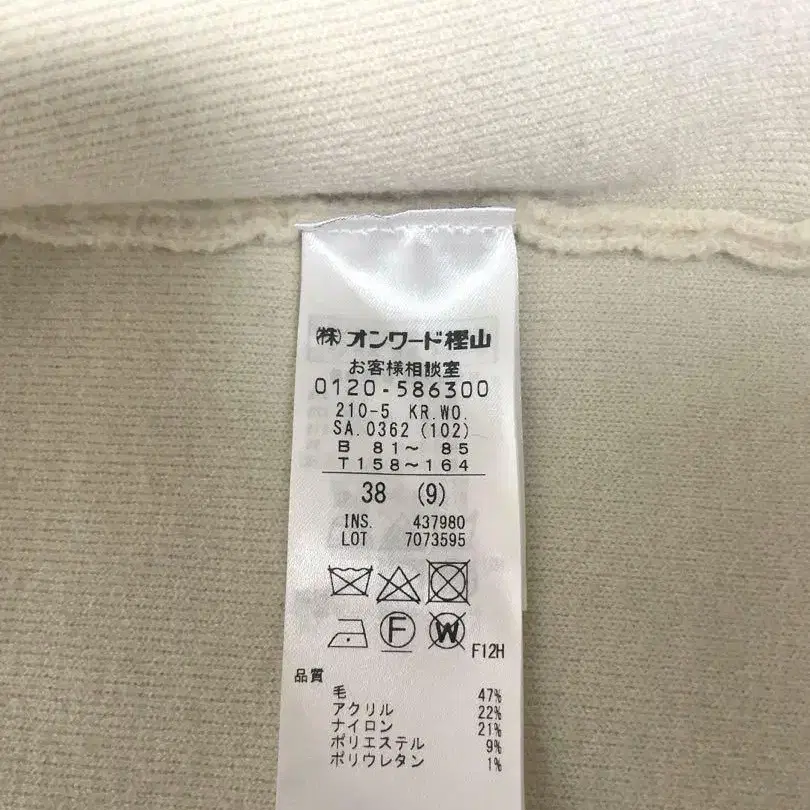 ㈱オンワード樫山
お客様相談室
0120-586300
210-5 KR.WO.
SA.0362 (102)
B 81～ 85
T158～164
38 (9)
INS. 437980
LOT 7073595
F W
F12H
品質
毛 47%
アクリル 22%
ナイロン 21%
ポリエステル 9%
ポリウレタン 1%